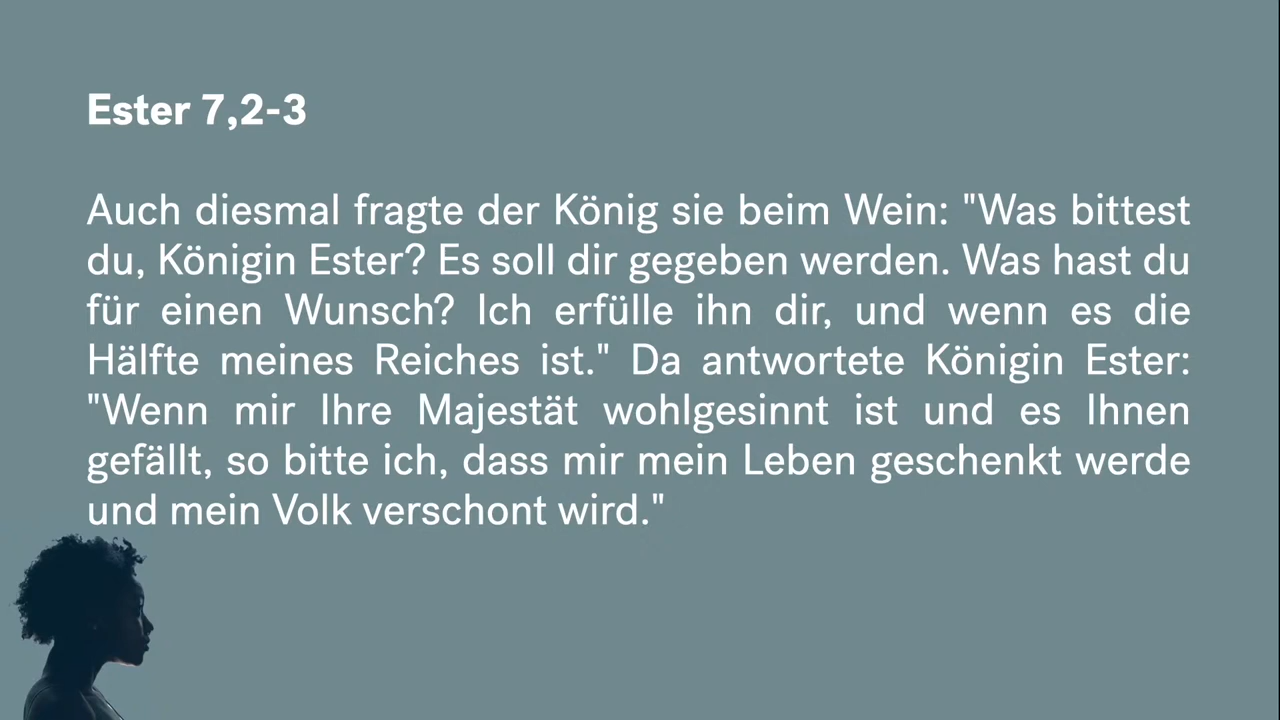 Ester 7,2-3
Auch diesmal fragte der König sie beim Wein: "Was bittest
du, Königin Ester? Es soll dir gegeben werden. Was hast du
für einen Wunsch? Ich erfülle ihn dir, und wenn es die
Hälfte meines Reiches ist." Da antwortete Königin Ester:
"Wenn mir Ihre Majestät wohlgesinnt ist und es Ihnen
gefällt, so bitte ich, dass mir mein Leben geschenkt werde
und mein Volk verschont wird."